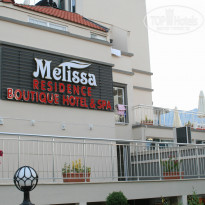 Melissa
RESIDENCE
BOUTIQUE HOTEL & SPA